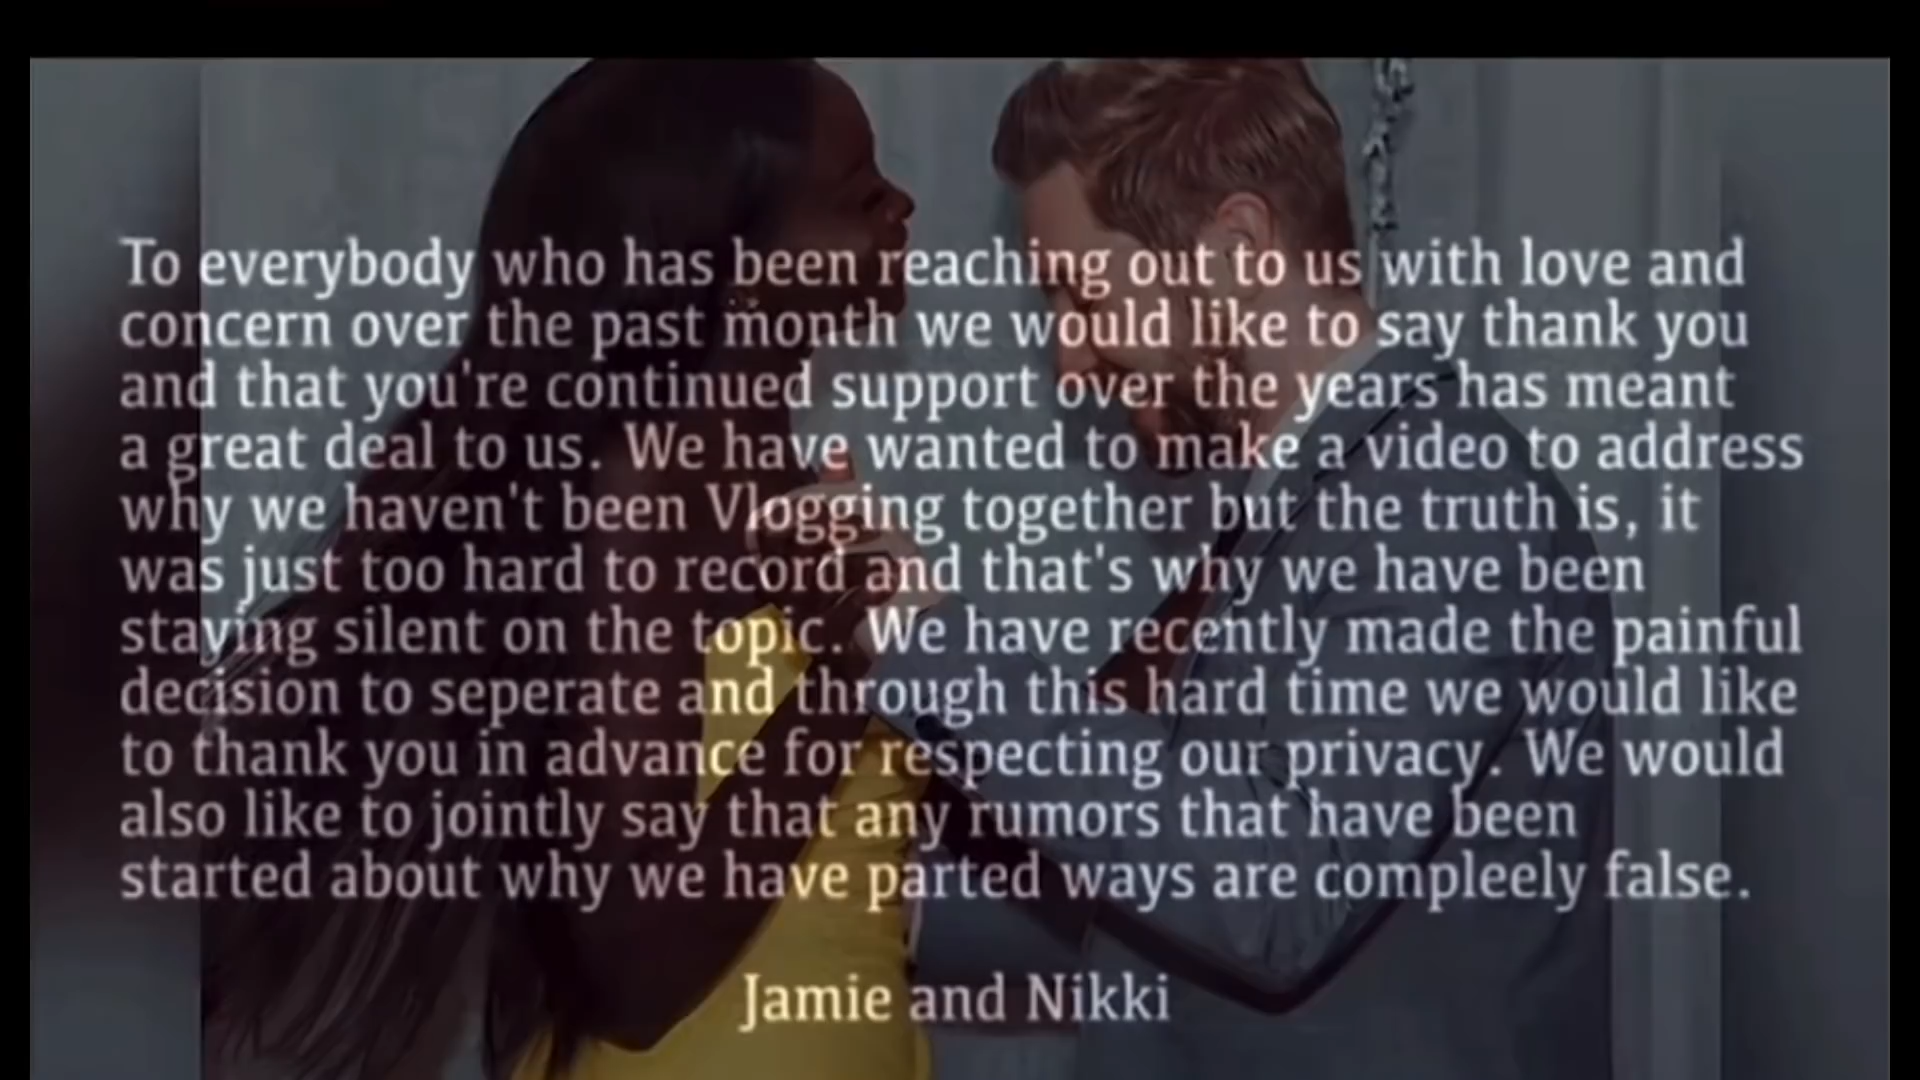 To everybody who has been reaching out to us with love and
concern over the past month we would like to say thank you
and that you're continued support over the years has meant
a great deal to us. We have wanted to make a video to address
why we haven't been Vlogging together but the truth is, it
was just too hard to record and that's why we have been
staying silent on the topic. We have recently made the painful
decision to seperate and through this hard time we would like
to thank you in advance for respecting our privacy. We would
also like to jointly say that any rumors that have been
started about why we have parted ways are compleely false.
Jamie and Nikki